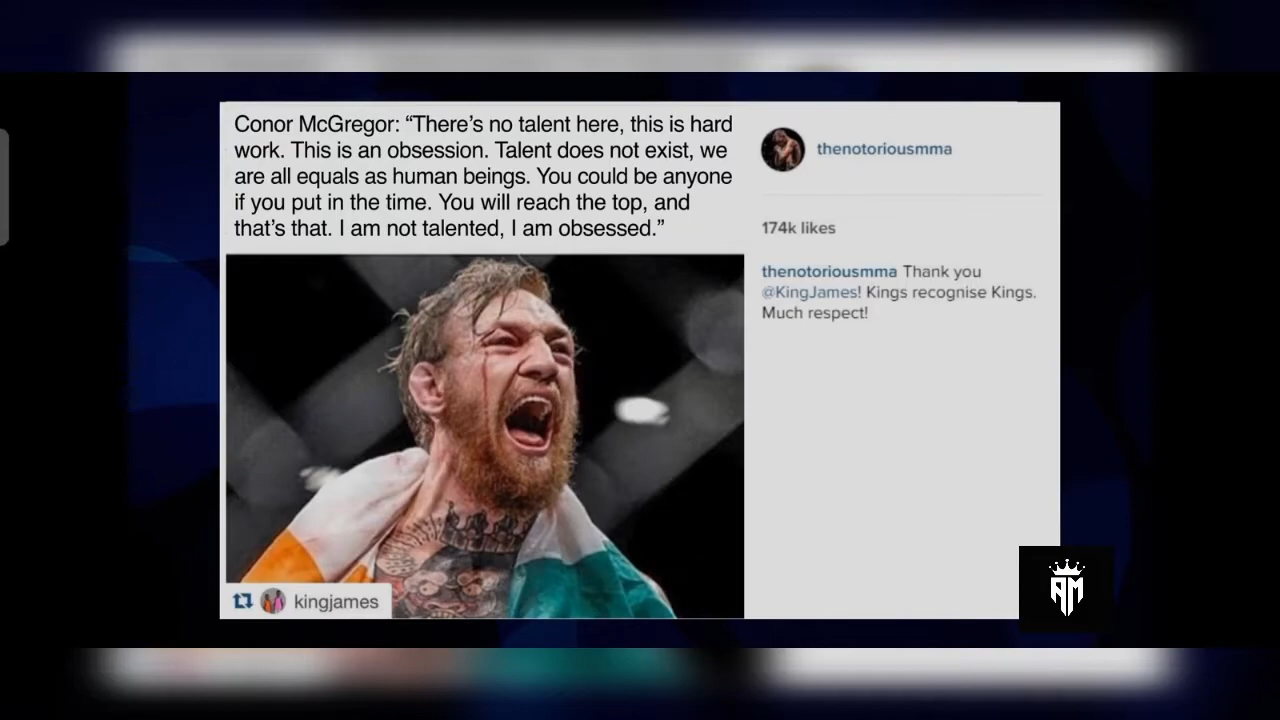 Conor McGregor: “There’s no talent here, this is hard
work. This is an obsession. Talent does not exist, we
are all equals as human beings. You could be anyone
if you put in the time. You will reach the top, and
that’s that. I am not talented, I am obsessed.”
kingjames
thenotoriousmma
174k likes
thenotoriousmma Thank you
@KingJames! Kings recognise Kings.
Much respect!
AM